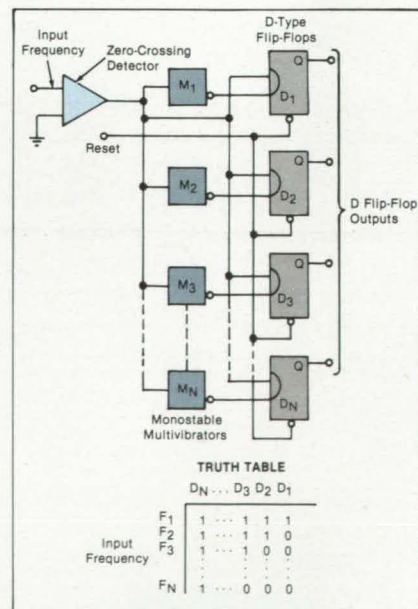 Input
Frequency
Zero-Crossing
Detector
D-Type
Flip-Flops
M1
Q
D1
Reset
M2
Q
D2
D Flip-Flop
Outputs
M3
Q
D3
MN
Q
DN
Monostable
Multivibrators
TRUTH TABLE
DN ··· D3 D2 D1
Input
Frequency
F1 1 ··· 1 1 1
F2 1 ··· 1 1 0
F3 1 ··· 1 0 0
FN 1 ··· 0 0 0